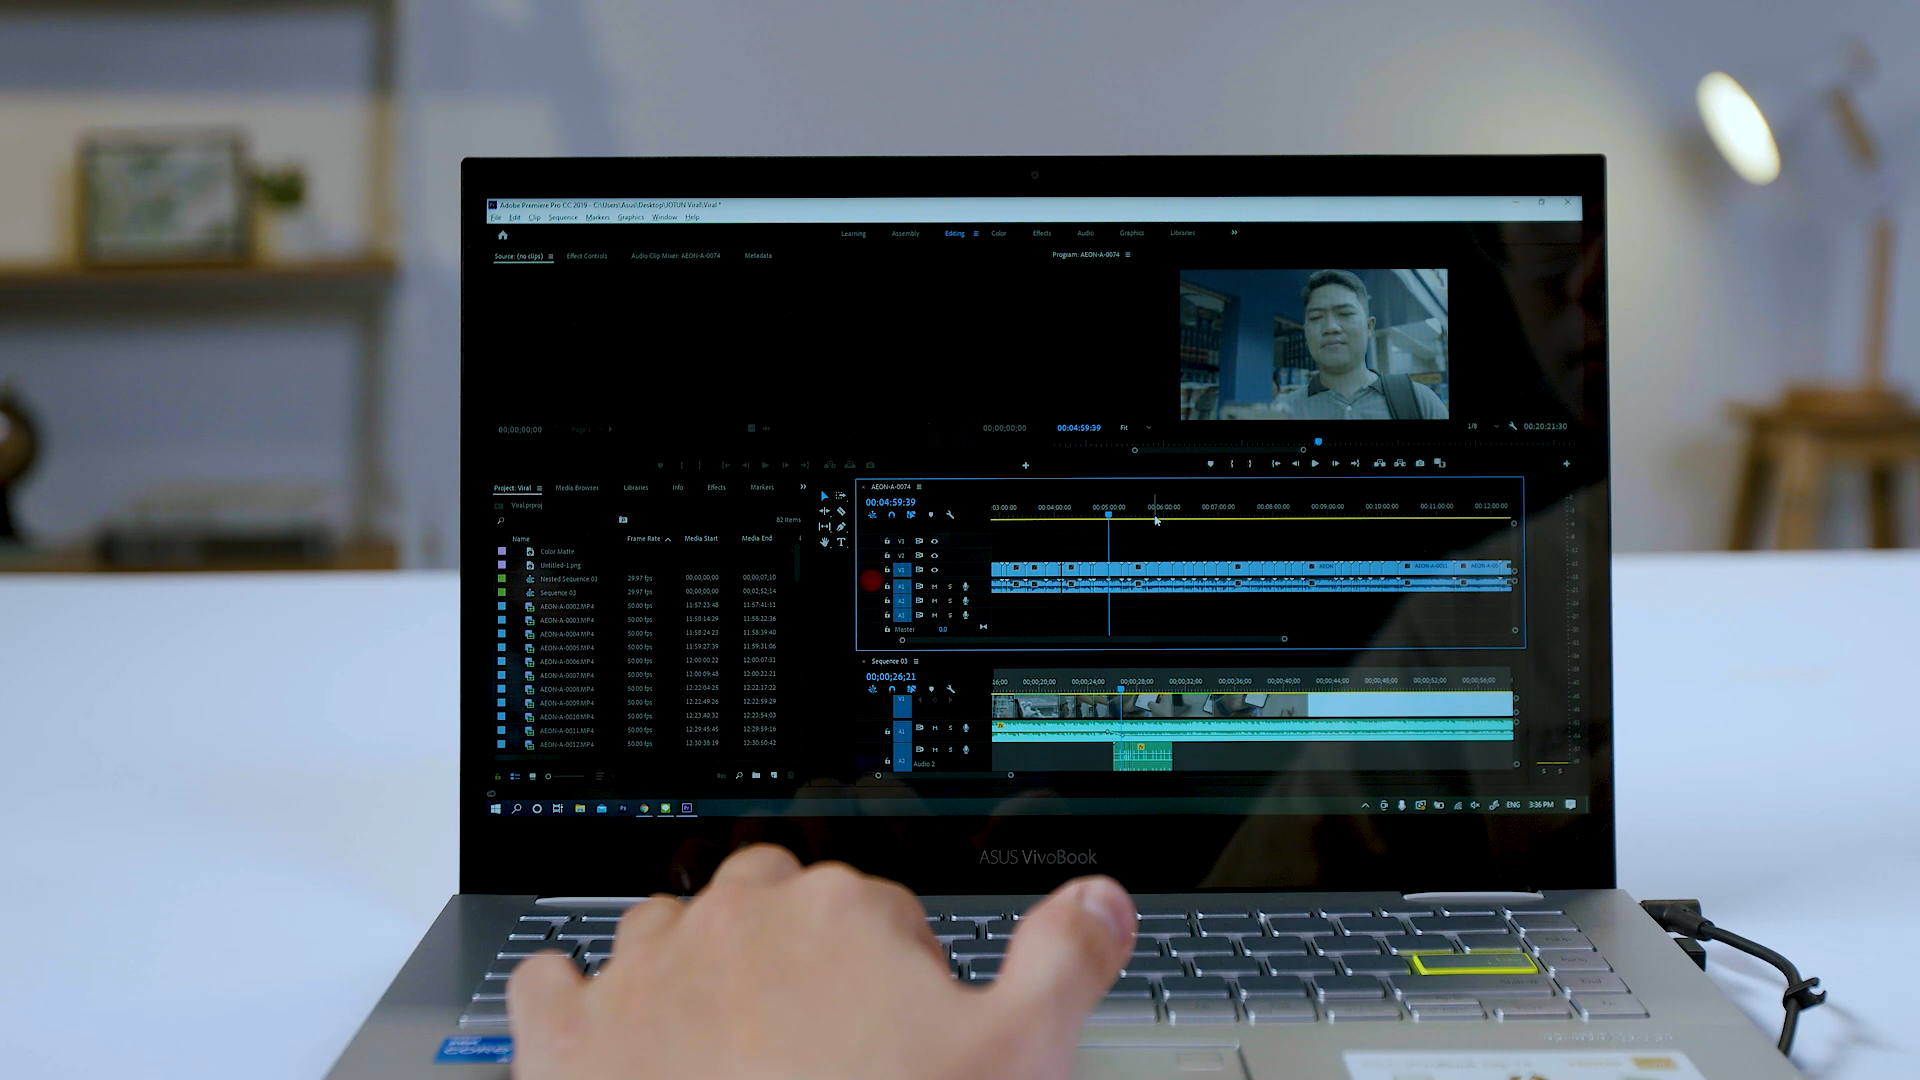 Adobe Premiere Pro CC 2019 - C:\Users\Asus\Desktop\JOTUN Viral\Viral *
File Edit Clip Sequence Markers Graphics Window Help
Learning Assembly Editing Color Effects Audio Graphics Libraries
Source: (no clips) Effect Controls Audio Clip Mixer: AEON-A-0074 Metadata
Program: AEON-A-0074
00;00;00;00 Page 1 00;00;00;00
00:04:59:39 Fit 1/8 00:20:21:30
Project: Viral Media Browser Libraries Info Effects Markers
Viral.prproj
82 Items
Name Frame Rate Media Start Media End
Color Matte
Untitled-1.png
Nested Sequence 01 29.97 fps 00;00;00;00 00;00;07;10
Sequence 03 29.97 fps 00;00;00;00 00;02;52;14
AEON-A-0002.MP4 50.00 fps 11:57:23:48 11:57:41:11
AEON-A-0003.MP4 50.00 fps 11:58:14:29 11:58:22:36
AEON-A-0004.MP4 50.00 fps 11:58:24:23 11:58:39:40
AEON-A-0005.MP4 50.00 fps 11:59:27:39 11:59:31:06
AEON-A-0006.MP4 50.00 fps 12:00:00:22 12:00:07:31
AEON-A-0007.MP4 50.00 fps 12:00:09:48 12:00:22:21
AEON-A-0008.MP4 50.00 fps 12:22:04:25 12:22:17:22
AEON-A-0009.MP4 50.00 fps 12:22:49:26 12:22:59:29
AEON-A-0010.MP4 50.00 fps 12:23:40:32 12:23:54:03
AEON-A-0011.MP4 50.00 fps 12:29:45:45 12:29:59:16
AEON-A-0012.MP4 50.00 fps 12:30:38:19 12:30:50:42
AEON-A-0074
00:04:59:39
:03:00:00 00:04:00:00 00:05:00:00 00:06:00:00 00:07:00:00 00:08:00:00 00:09:00:00 00:10:00:00 00:11:00:00 00:12:00:00
V3
V2
V1 AEON AEON-A-0011 AEON-A-00
A1 M S
A2 M S
A3 M S
Master 0.0
Sequence 03
00;00;26;21
16;00 00;00;20;00 00;00;24;00 00;00;28;00 00;00;32;00 00;00;36;00 00;00;40;00 00;00;44;00 00;00;48;00 00;00;52;00 00;00;56;00
V1
A1 M S
A2 M S
Audio 2
S S
ENG 3:36 PM
ASUS VivoBook
CORE